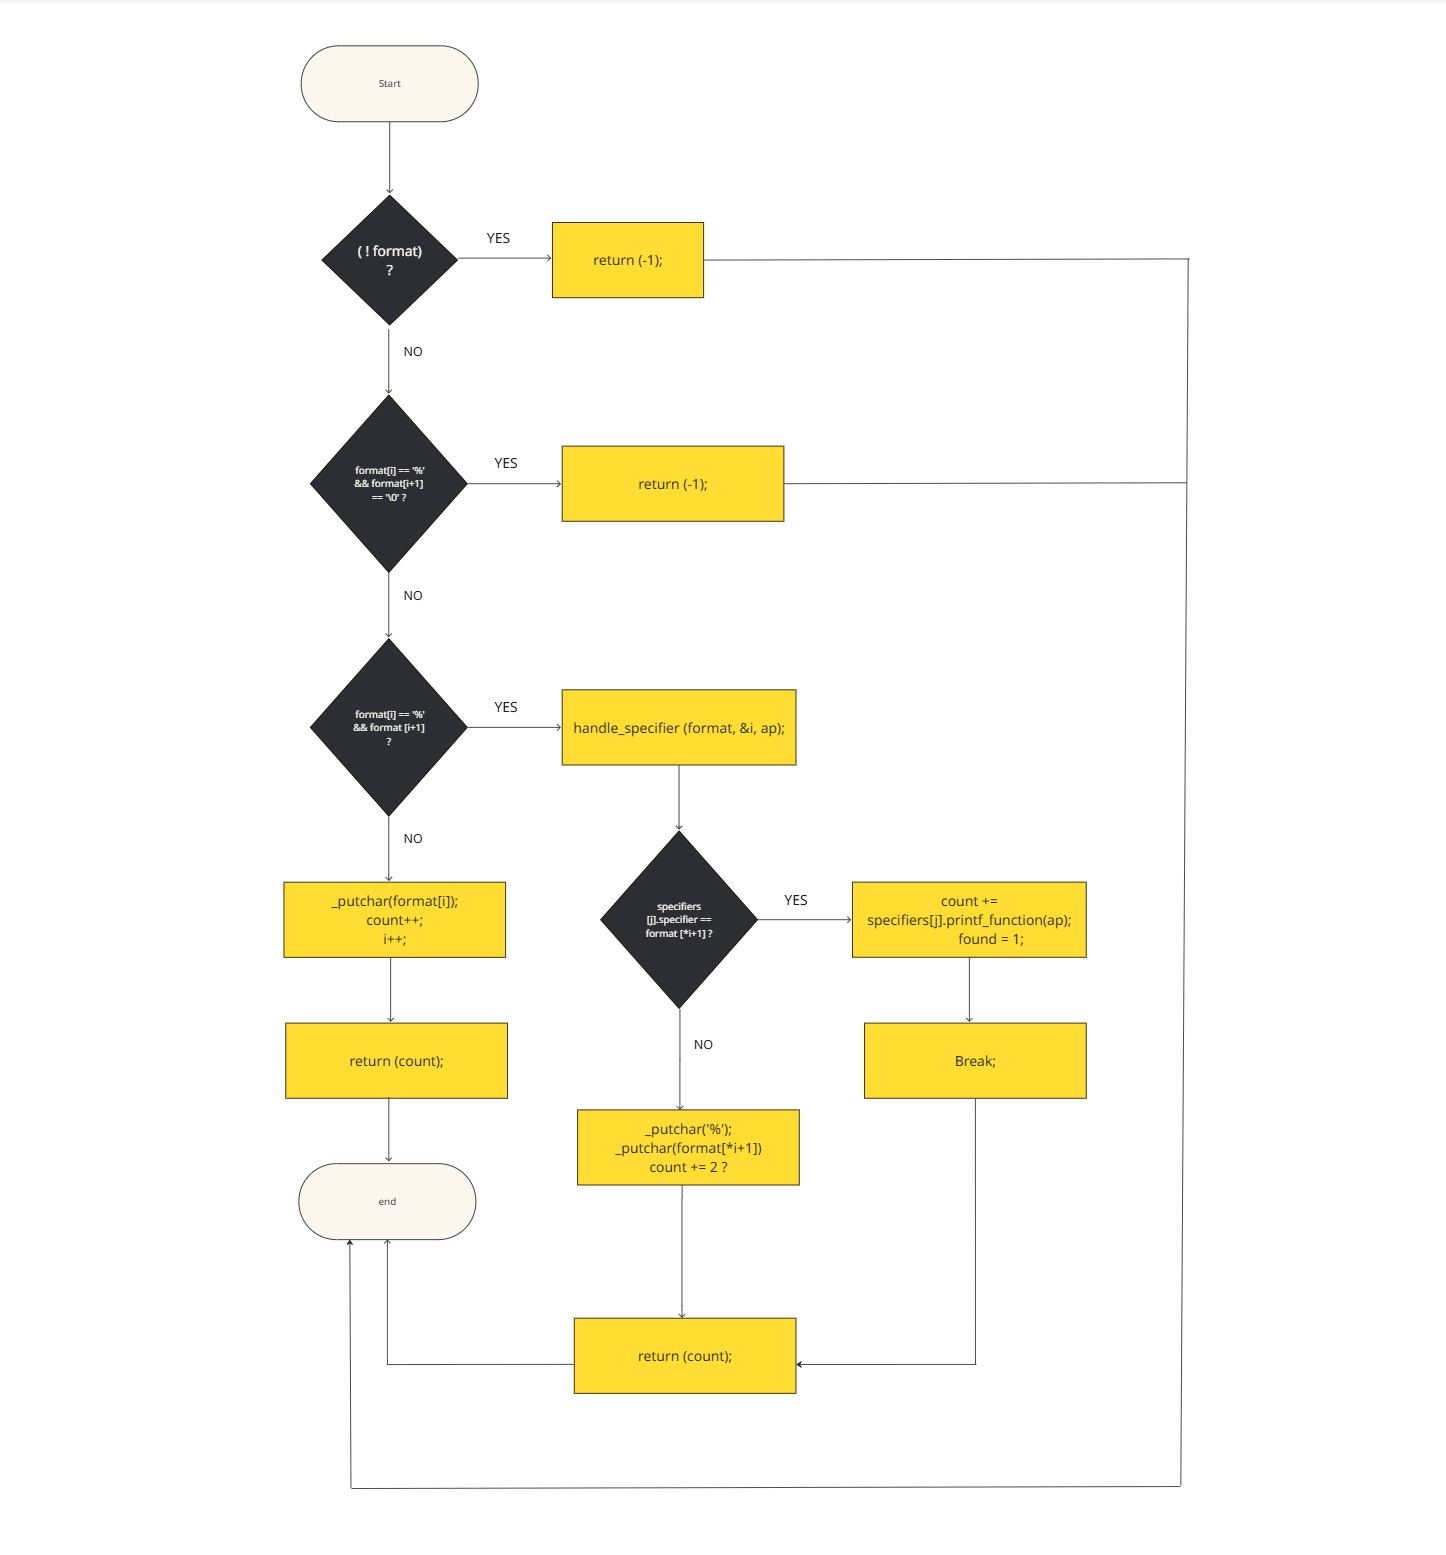 Start
( ! format)
?
YES
return (-1);
NO
format[i] == '%'
&& format[i+1]
== '\0' ?
YES
return (-1);
NO
format[i] == '%'
&& format [i+1]
?
YES
handle_specifier (format, &i, ap);
NO
_putchar(format[i]);
count++;
i++;
specifiers
[j].specifier ==
format [*i+1] ?
YES
count +=
specifiers[j].printf_function(ap);
found = 1;
return (count);
NO
Break;
_putchar('%');
_putchar(format[*i+1])
count += 2 ?
end
return (count);